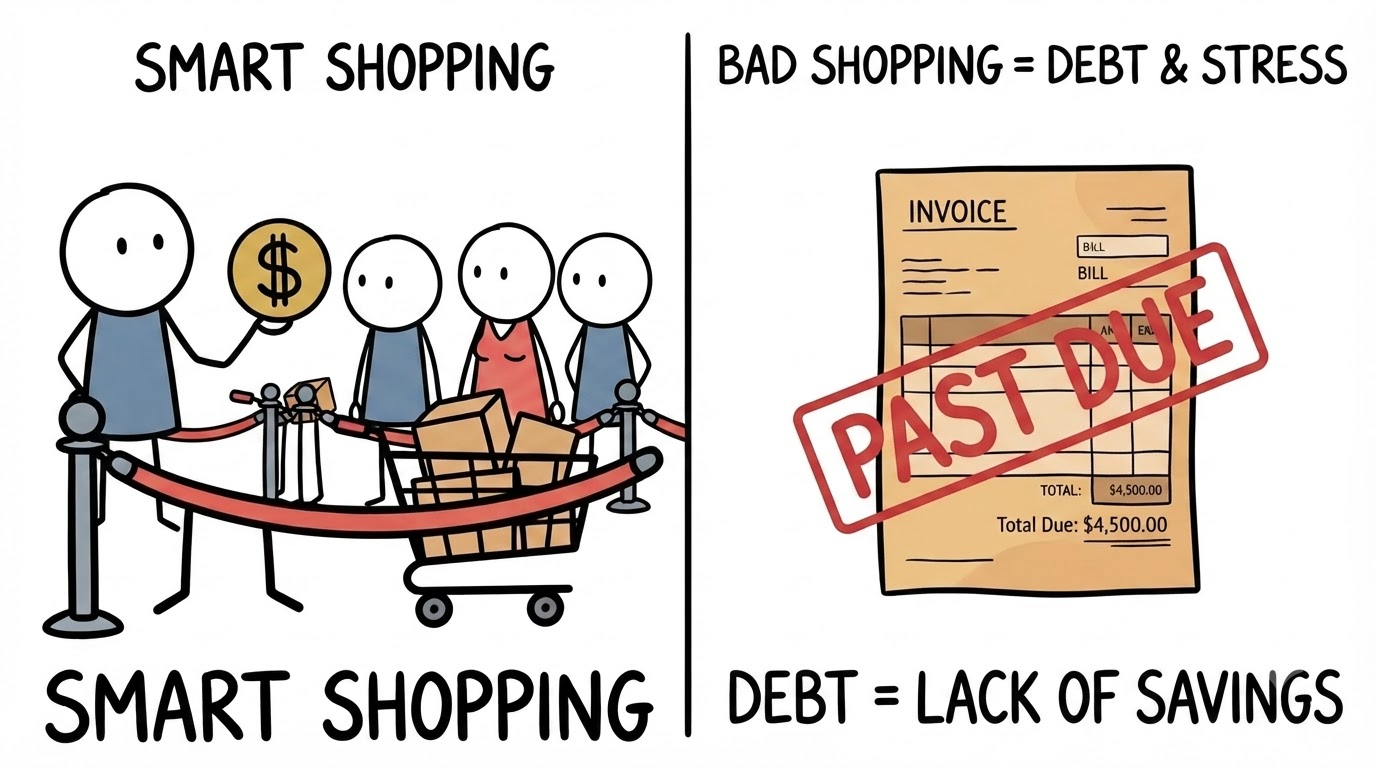 SMART SHOPPING
$
SMART SHOPPING
BAD SHOPPING = DEBT & STRESS
INVOICE
BILL
BILL
PAST DUE
TOTAL: $4,500.00
Total Due: $4,500.00
DEBT = LACK OF SAVINGS